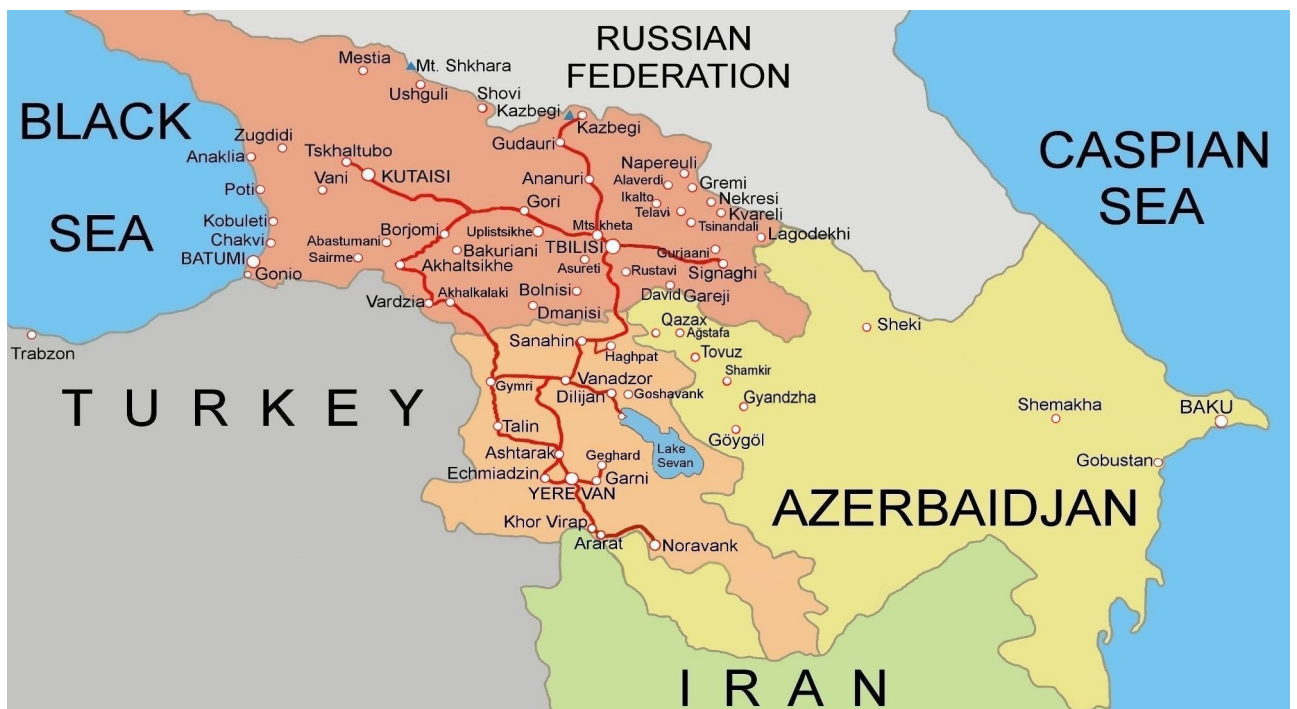 RUSSIAN
FEDERATION
BLACK
SEA
CASPIAN
SEA
Mestia
Mt. Shkhara
Ushguli
Shovi
Kazbegi
Kazbegi
Zugdidi
Gudauri
Anaklia
Tskhaltubo
Napereuli
Vani
KUTAISI
Ananuri
Alaverdi
Gremi
Poti
Ikalto
Nekresi
Gori
Telavi
Kvareli
Kobuleti
Borjomi
Uplistsikhe
Mtsikheta
Tsinandali
Chakvi
Abastumani
TBILISI
Lagodekhi
BATUMI
Sairme
Bakuriani
Gurjaani
Gonio
Akhaltsikhe
Asureti
Rustavi
Signaghi
Vardzia
Akhalkalaki
Bolnisi
David Gareji
Dmanisi
Qazax
Ağstafa
Sheki
Trabzon
Sanahin
Haghpat
Tovuz
TURKEY
Gymri
Vanadzor
Shamkir
Dilijan
Goshavank
Gyandzha
Shemakha
BAKU
Talin
Göygöl
Ashtarak
Geghard
Lake
Sevan
Gobustan
Echmiadzin
Garni
YEREVAN
AZERBAIDJAN
Khor Virap
Ararat
Noravank
IRAN